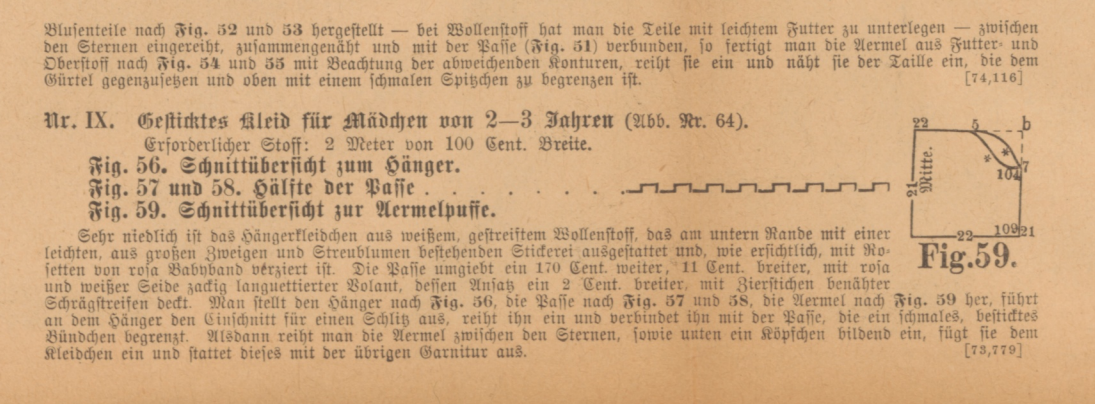 Blusenteile nach Fig. 52 und 53 hergestellt — bei Wollenstoff hat man die Teile mit leichtem Futter zu unterlegen — zwischen
den Sternen eingereiht, zusammengenäht und mit der Passe (Fig. 51) verbunden, so fertigt man die Aermel aus Futter- und
Oberstoff nach Fig. 54 und 55 mit Beachtung der abweichenden Konturen, reiht sie ein und näht sie der Taille ein, die dem
Gürtel gegenzusetzen und oben mit einem schmalen Spitzchen zu begrenzen ist. [74,116]
Nr. IX. Gesticktes Kleid für Mädchen von 2—3 Jahren (Abb. Nr. 64).
Erforderlicher Stoff: 2 Meter von 100 Cent. Breite.
Fig. 56. Schnittübersicht zum Hänger.
Fig. 57 und 58. Hälfte der Passe . . . . . . . .
Fig. 59. Schnittübersicht zur Aermelpuffe.
22 5 b
Mitte.
* *
104 7
21
22 109 21
Fig.59.
Sehr niedlich ist das Hängerkleidchen aus weißem, gestreiftem Wollenstoff, das am untern Rande mit einer
leichten, aus großen Zweigen und Streublumen bestehenden Stickerei ausgestattet und, wie ersichtlich, mit Ro-
setten von rosa Babyband verziert ist. Die Passe umgiebt ein 170 Cent. weiter, 11 Cent. breiter, mit rosa
und weißer Seide zackig languettierter Volant, dessen Ansatz ein 2 Cent. breiter, mit Zierstichen benähter
Schrägstreifen deckt. Man stellt den Hänger nach Fig. 56, die Passe nach Fig. 57 und 58, die Aermel nach Fig. 59 her, führt
an dem Hänger den Einschnitt für einen Schlitz aus, reiht ihn ein und verbindet ihn mit der Passe, die ein schmales, besticktes
Bündchen begrenzt. Alsdann reiht man die Aermel zwischen den Sternen, sowie unten ein Köpfchen bildend ein, fügt sie dem
Kleidchen ein und stattet dieses mit der übrigen Garnitur aus. [73,779]